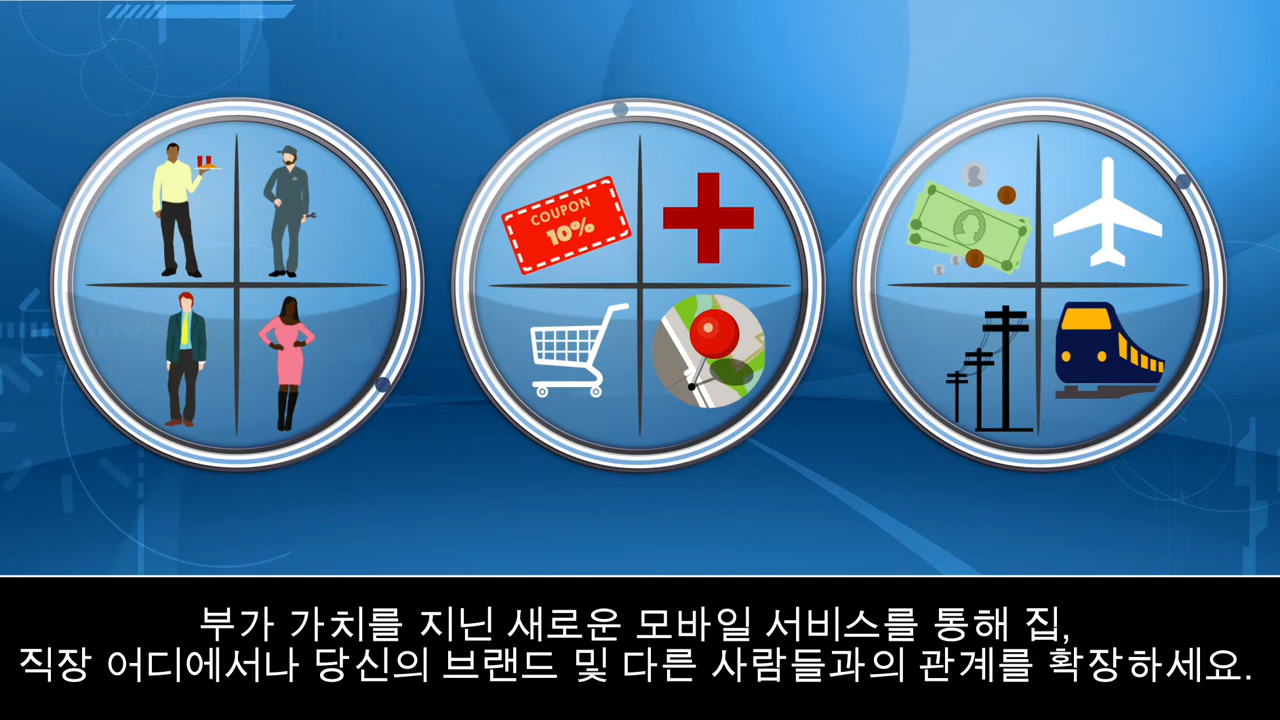 COUPON
10%
부가 가치를 지닌 새로운 모바일 서비스를 통해 집,
직장 어디에서나 당신의 브랜드 및 다른 사람들과의 관계를 확장하세요.